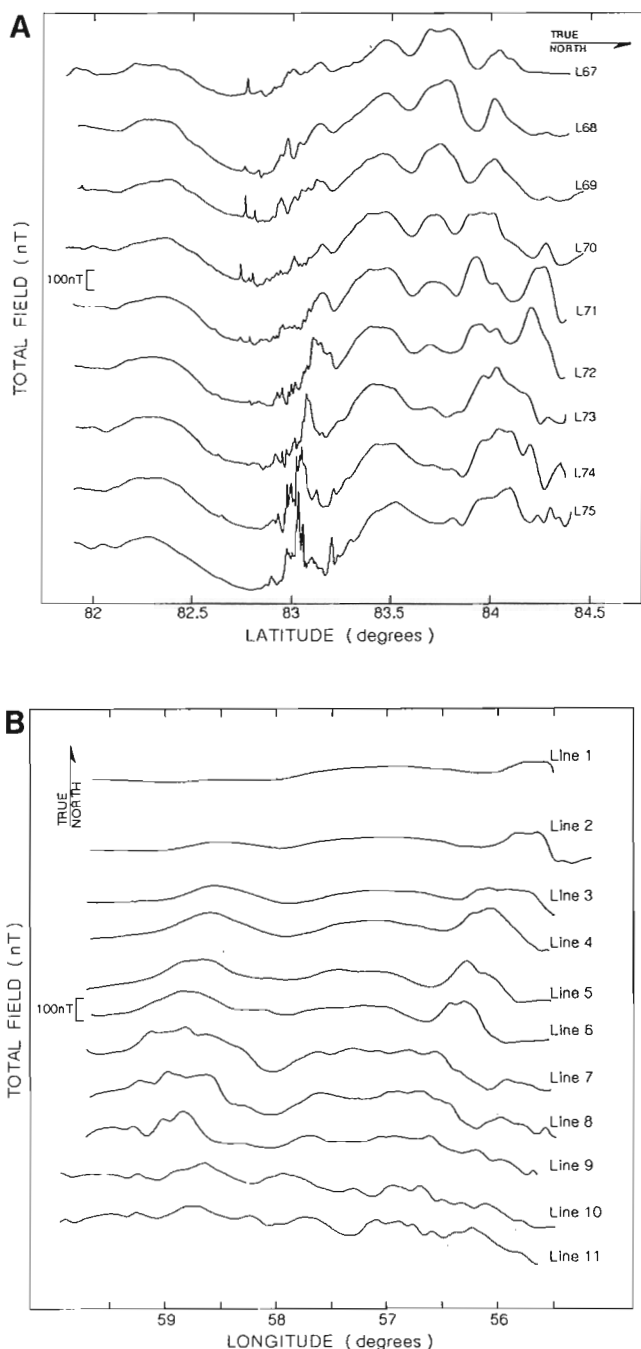 A
TRUE
NORTH
L67
L68
L69
L70
L71
L72
L73
L74
L75
TOTAL FIELD (nT)
100nT
82
82.5
83
83.5
84
84.5
LATITUDE (degrees)
B
TRUE
NORTH
Line 1
Line 2
Line 3
Line 4
Line 5
Line 6
Line 7
Line 8
Line 9
Line 10
Line 11
TOTAL FIELD (nT)
100nT
59
58
57
56
LONGITUDE (degrees)